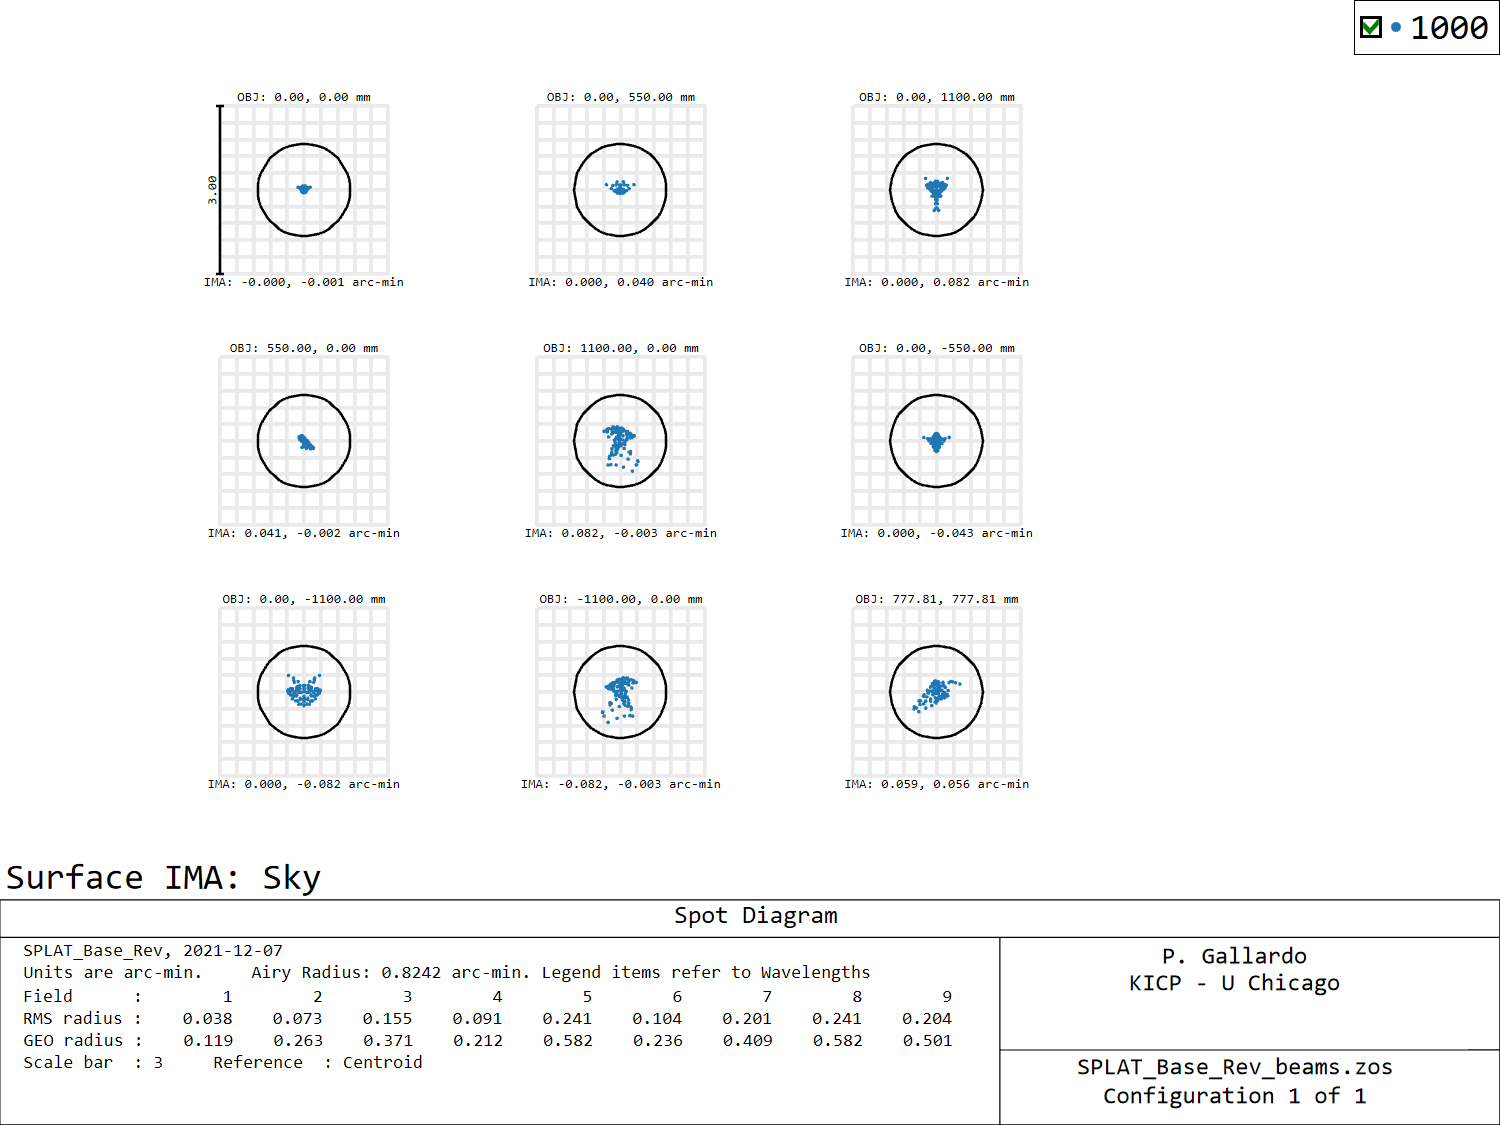 1000
OBJ: 0.00, 0.00 mm
OBJ: 0.00, 550.00 mm
OBJ: 0.00, 1100.00 mm
3.00
IMA: -0.000, -0.001 arc-min
IMA: 0.000, 0.040 arc-min
IMA: 0.000, 0.082 arc-min
OBJ: 550.00, 0.00 mm
OBJ: 1100.00, 0.00 mm
OBJ: 0.00, -550.00 mm
IMA: 0.041, -0.002 arc-min
IMA: 0.082, -0.003 arc-min
IMA: 0.000, -0.043 arc-min
OBJ: 0.00, -1100.00 mm
OBJ: -1100.00, 0.00 mm
OBJ: 777.81, 777.81 mm
IMA: 0.000, -0.082 arc-min
IMA: -0.082, -0.003 arc-min
IMA: 0.059, 0.056 arc-min
Surface IMA: Sky
Spot Diagram
SPLAT_Base_Rev, 2021-12-07
Units are arc-min. Airy Radius: 0.8242 arc-min. Legend items refer to Wavelengths
Field : 1 2 3 4 5 6 7 8 9
RMS radius : 0.038 0.073 0.155 0.091 0.241 0.104 0.201 0.241 0.204
GEO radius : 0.119 0.263 0.371 0.212 0.582 0.236 0.409 0.582 0.501
Scale bar : 3 Reference : Centroid
P. Gallardo
KICP - U Chicago
SPLAT_Base_Rev_beams.zos
Configuration 1 of 1